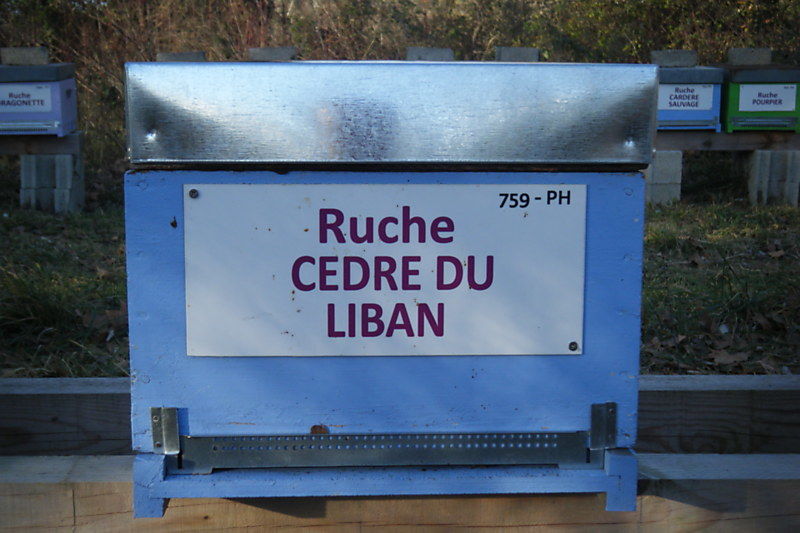 759 - PH
Ruche
CEDRE DU
LIBAN
Ruche
Ruche
CARDERE
SAUVAGE
Ruche
POURPIER